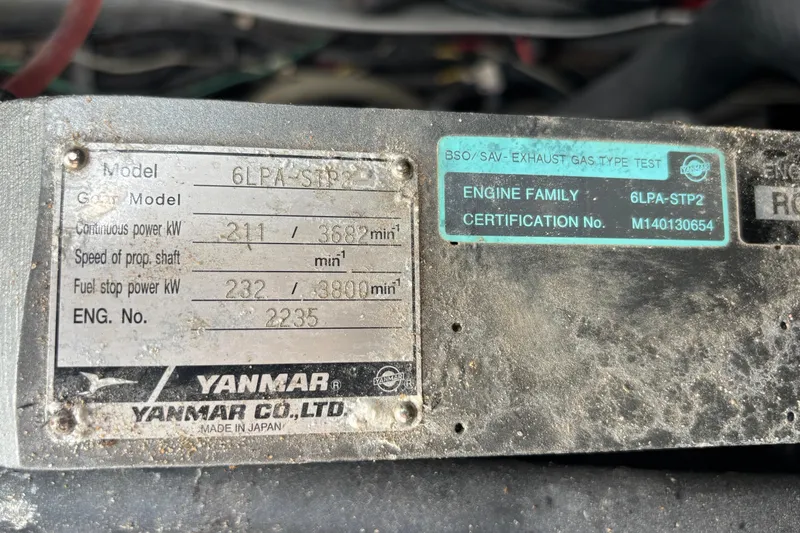 Model 6LPA-STP2
Gear Model
Continuous power kW 211 / 3682 min-1
Speed of prop. shaft min-1
Fuel stop power kW 232 / 3800 min-1
ENG. No. 2235
YANMAR ®
YANMAR CO.,LTD.
MADE IN JAPAN
BSO/SAV-EXHAUST GAS TYPE TEST
YANMAR
ENGINE FAMILY 6LPA-STP2
CERTIFICATION No. M140130654